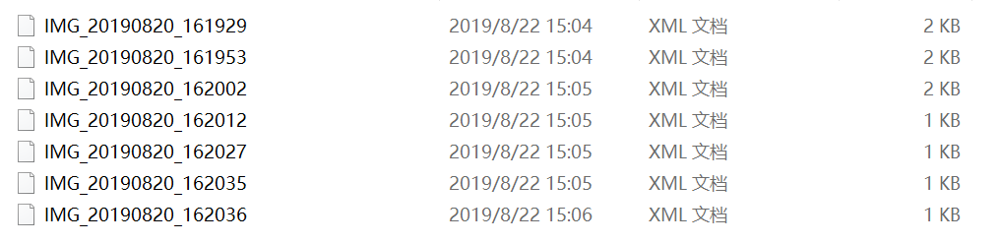 IMG_20190820_161929 2019/8/22 15:04 XML 文档 2 KB
IMG_20190820_161953 2019/8/22 15:04 XML 文档 2 KB
IMG_20190820_162002 2019/8/22 15:05 XML 文档 2 KB
IMG_20190820_162012 2019/8/22 15:05 XML 文档 1 KB
IMG_20190820_162027 2019/8/22 15:05 XML 文档 1 KB
IMG_20190820_162035 2019/8/22 15:05 XML 文档 1 KB
IMG_20190820_162036 2019/8/22 15:06 XML 文档 1 KB